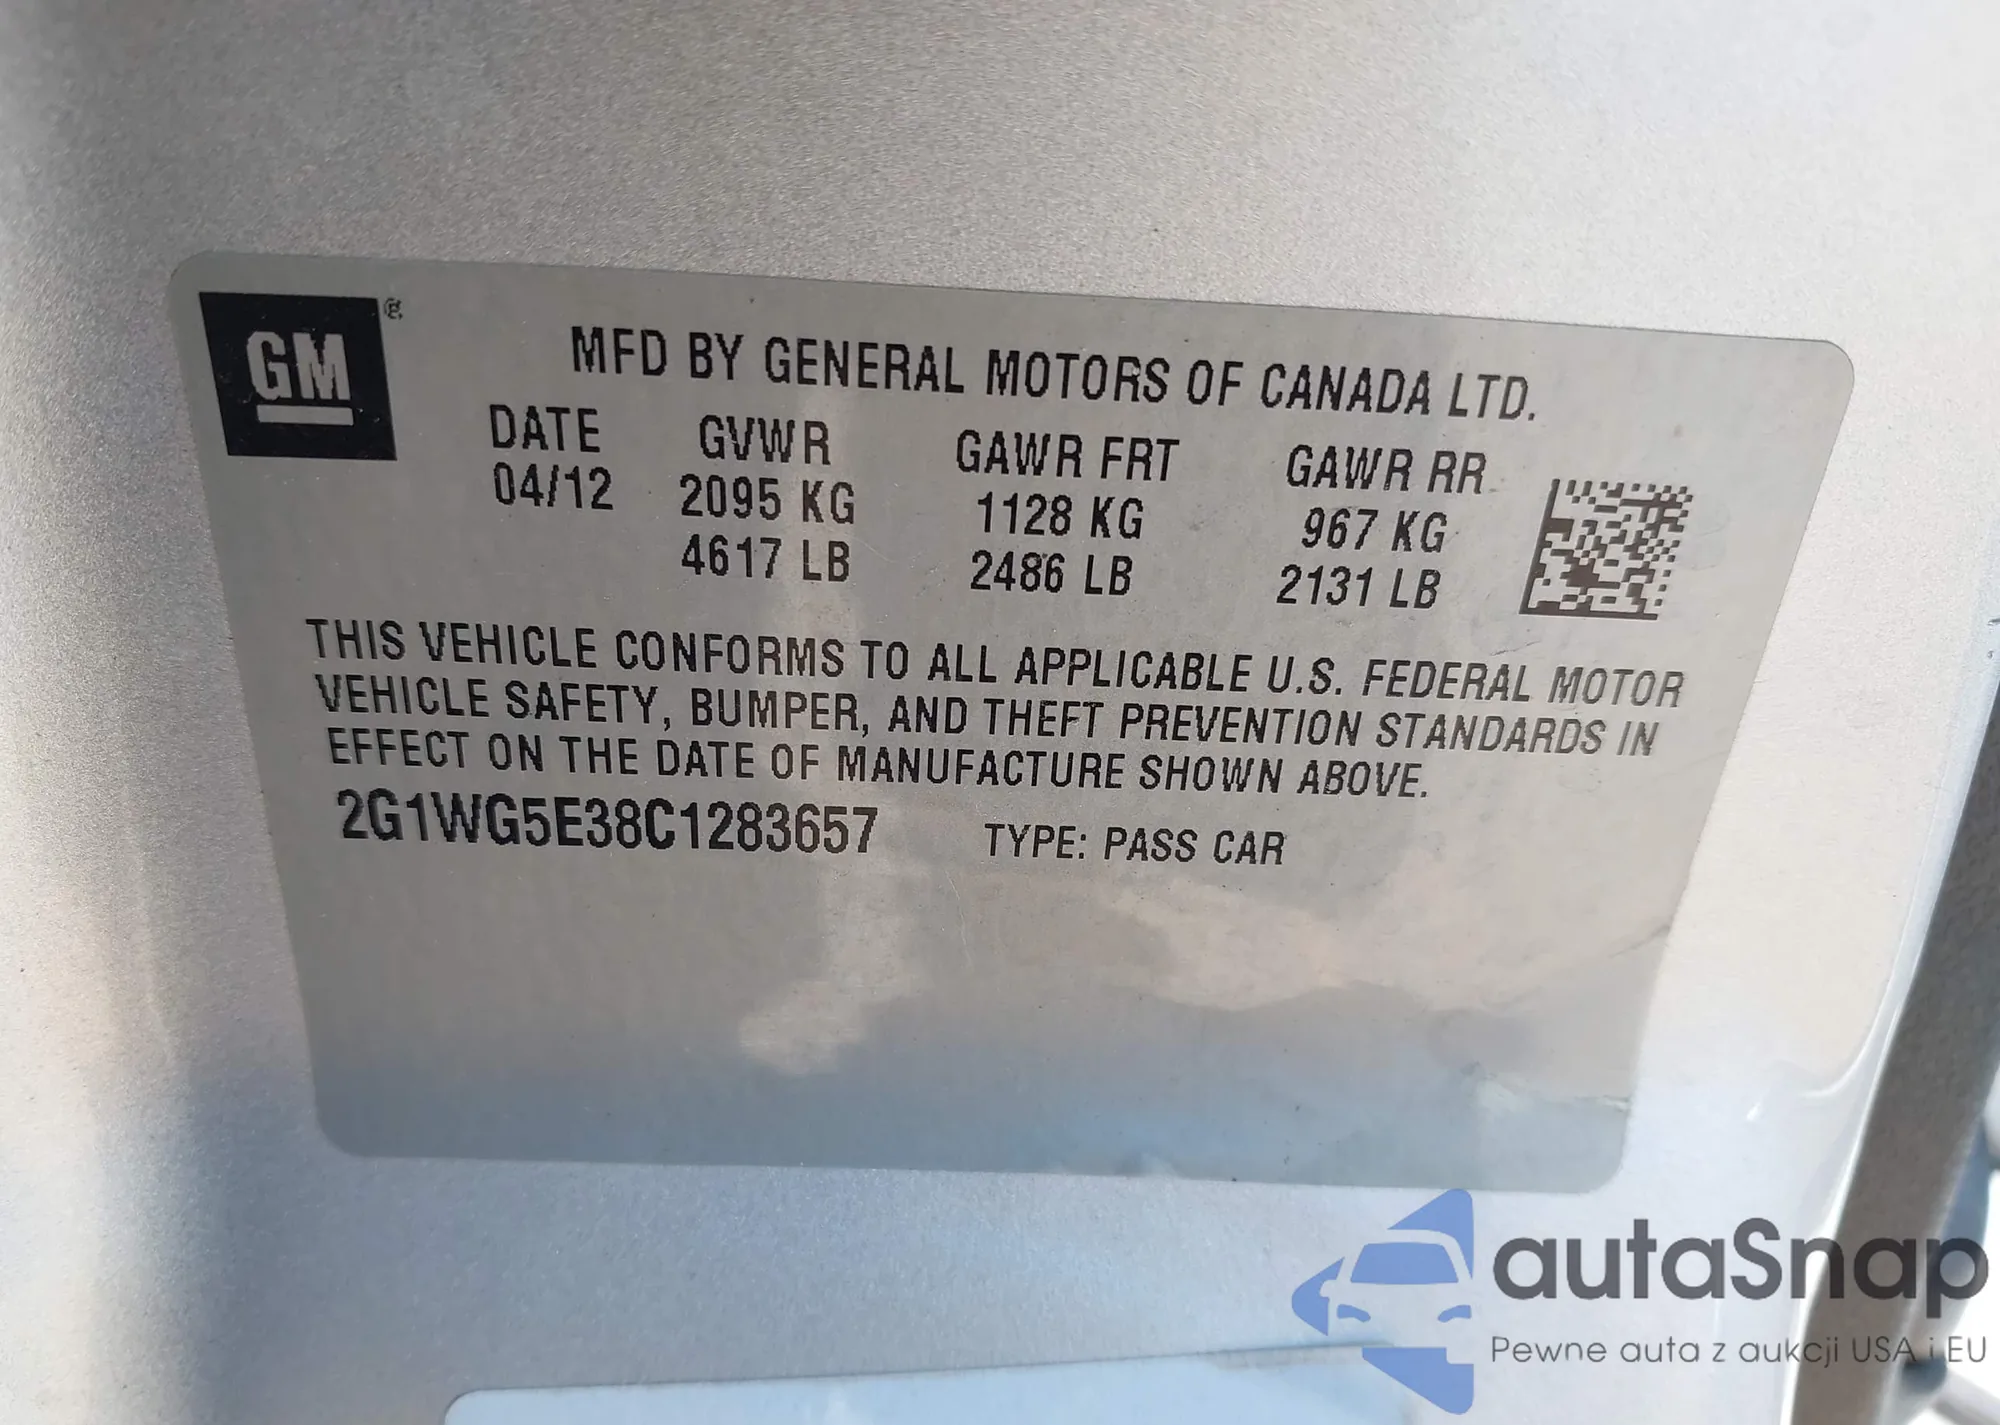 GM ®
MFD BY GENERAL MOTORS OF CANADA LTD.
DATE GVWR GAWR FRT GAWR RR
04/12 2095 KG 1128 KG 967 KG
4617 LB 2486 LB 2131 LB
THIS VEHICLE CONFORMS TO ALL APPLICABLE U.S. FEDERAL MOTOR
VEHICLE SAFETY, BUMPER, AND THEFT PREVENTION STANDARDS IN
EFFECT ON THE DATE OF MANUFACTURE SHOWN ABOVE.
2G1WG5E38C1283657 TYPE: PASS CAR
autaSnap
Pewne auta z aukcji USA i EU